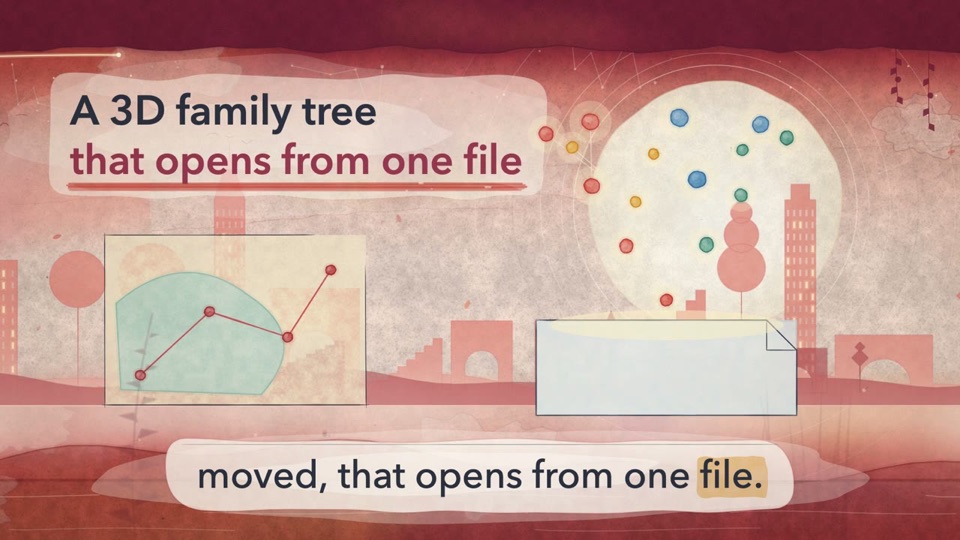 A 3D family tree
that opens from one file
moved, that opens from one file.